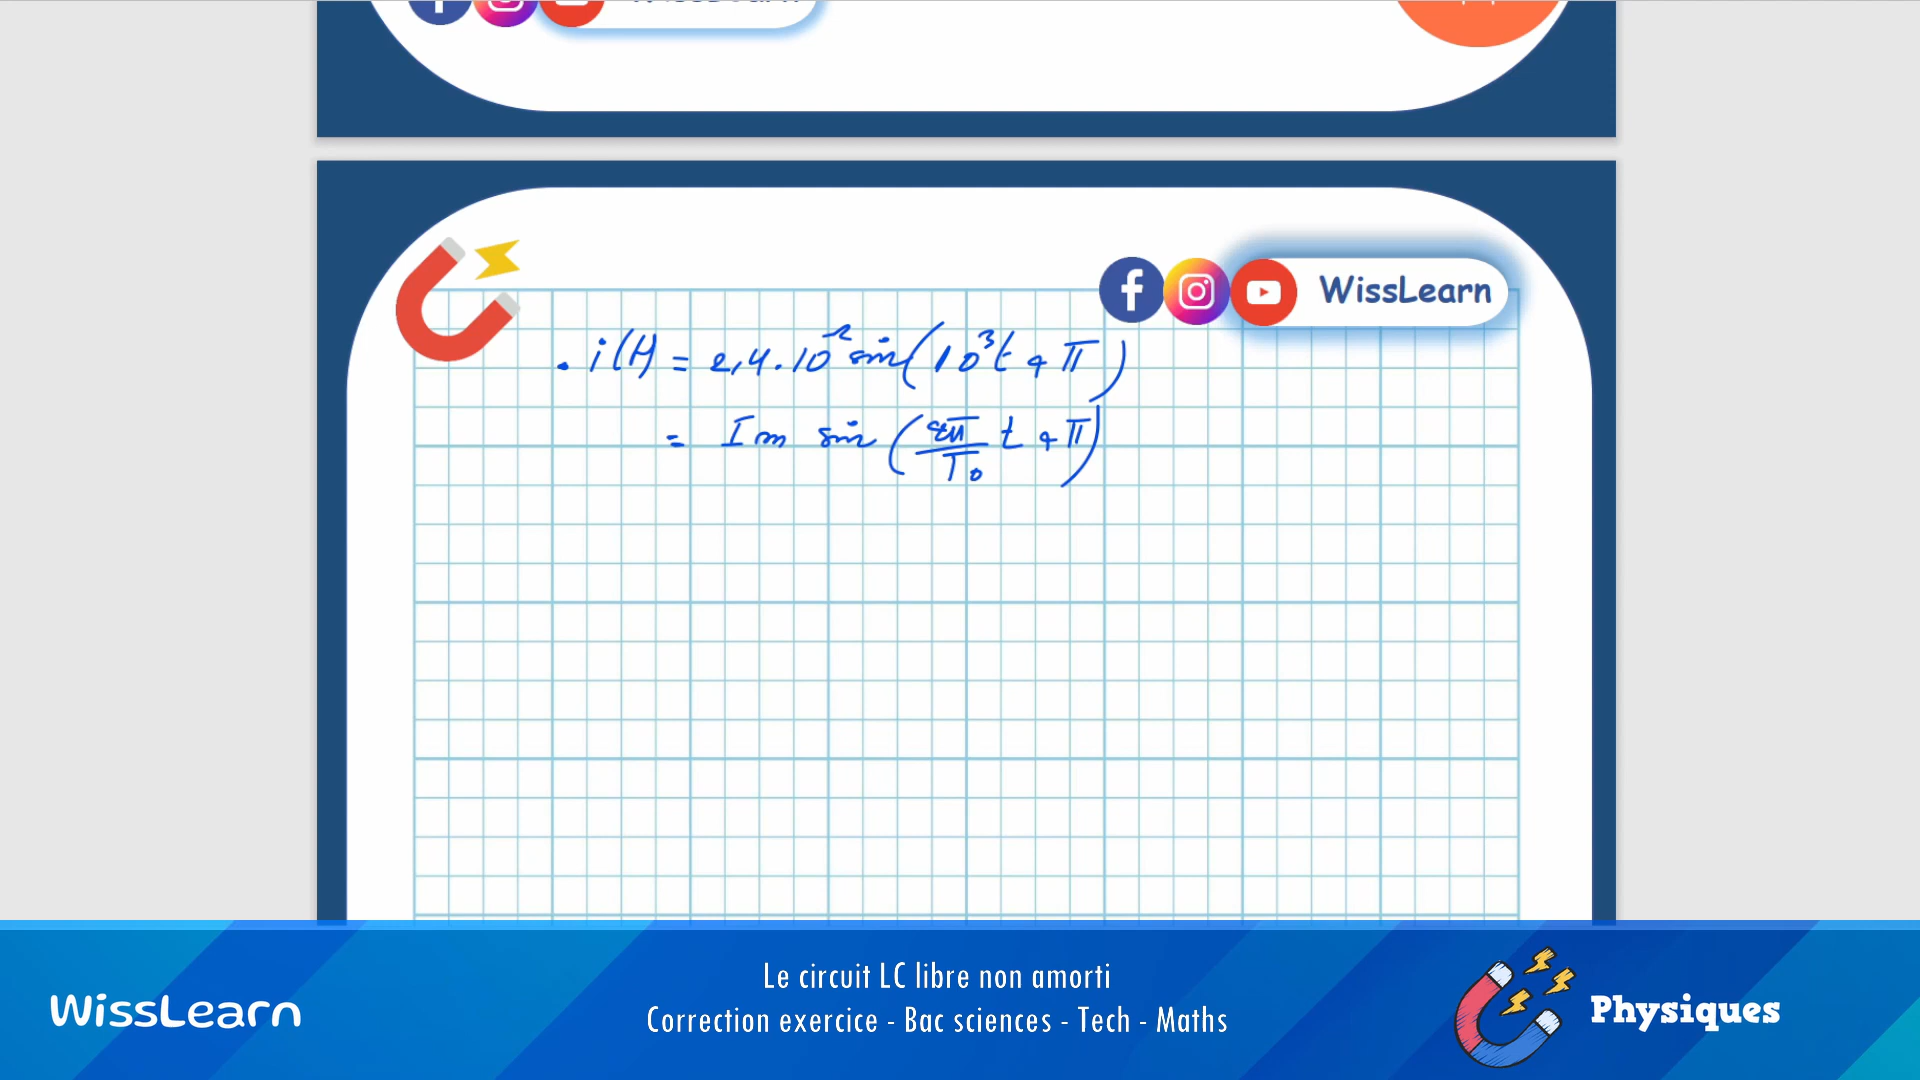 WissLearn
. i(t) = 2,4.10^-2 sin(10^3 t + π)
= Im sin(2π/T0 t + π)
Le circuit LC libre non amorti
Correction exercice - Bac sciences - Tech - Maths
WissLearn
Physiques